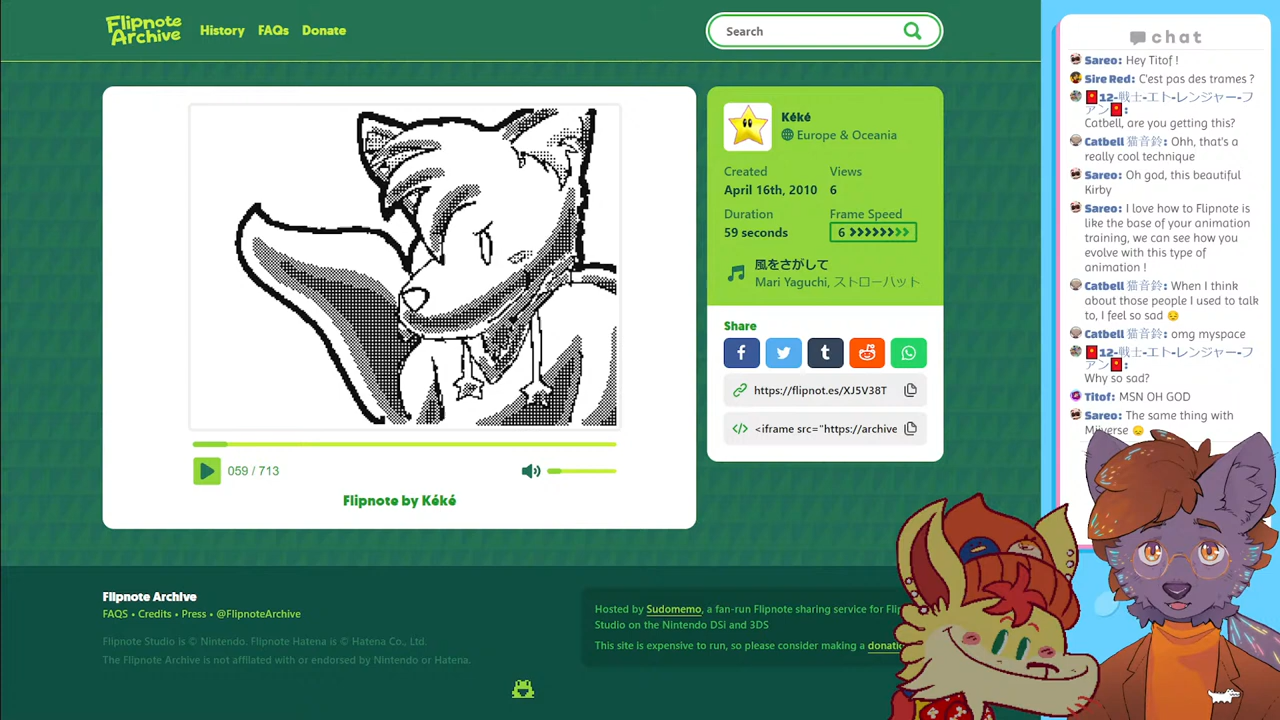 Flipnote
Archive
History
FAQs
Donate
Search
Kéké
Europe & Oceania
Created
Views
April 16th, 2010
6
Duration
Frame Speed
59 seconds
6
風をさがして
Mari Yaguchi, ストローハット
Share
https://flipnot.es/XJ5V38T
<iframe src="https://archive
059 / 713
Flipnote by Kéké
Flipnote Archive
FAQS • Credits • Press • @FlipnoteArchive
Flipnote Studio is © Nintendo. Flipnote Hatena is © Hatena Co., Ltd.
The Flipnote Archive is not affilated with or endorsed by Nintendo or Hatena.
Hosted by Sudomemo, a fan-run Flipnote sharing service for Flip
Studio on the Nintendo DSi and 3DS
This site is expensive to run, so please consider making a donatio
chat
Sareo: Hey Titof !
Sire Red: C'est pas des trames ?
12-戦士-エト-レンジャー-フ
ァン:
Catbell, are you getting this?
Catbell 猫音鈴: Ohh, that's a
really cool technique
Sareo: Oh god, this beautiful
Kirby
Sareo: I love how to Flipnote is
like the base of your animation
training, we can see how you
evolve with this type of
animation !
Catbell 猫音鈴: When I think
about those people I used to talk
to, I feel so sad 😔
Catbell 猫音鈴: omg myspace
12-戦士-エト-レンジャー-フ
ァン:
Why so sad?
Titof: MSN OH GOD
Sareo: The same thing with
Miiverse 😞